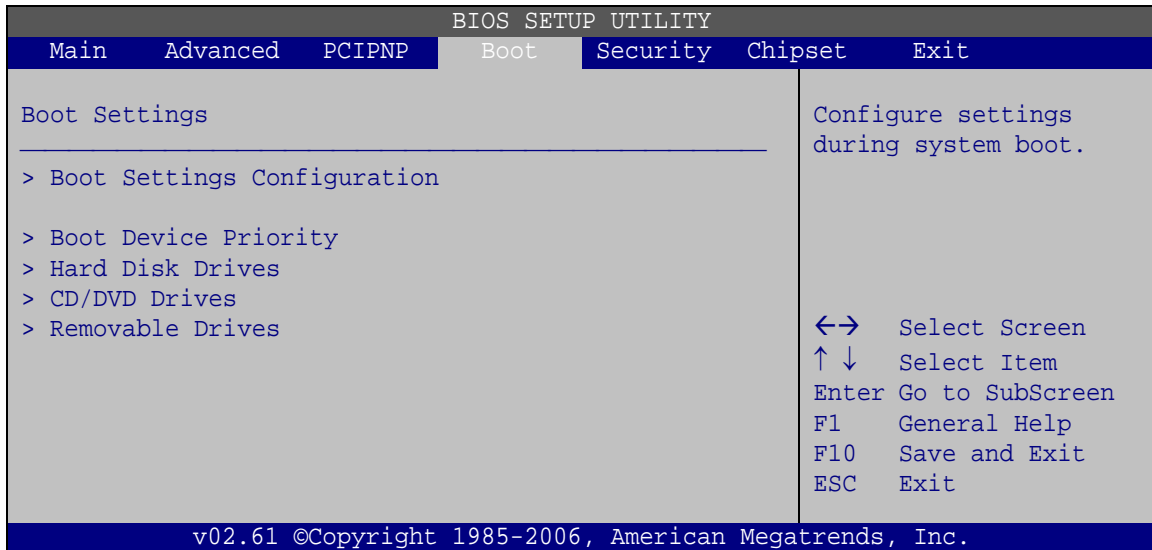 BIOS SETUP UTILITY
Main Advanced PCIPNP Boot Security Chipset Exit
Boot Settings
> Boot Settings Configuration
> Boot Device Priority
> Hard Disk Drives
> CD/DVD Drives
> Removable Drives
Configure settings
during system boot.
←→ Select Screen
↑ ↓ Select Item
Enter Go to SubScreen
F1 General Help
F10 Save and Exit
ESC Exit
v02.61 ©Copyright 1985-2006, American Megatrends, Inc.